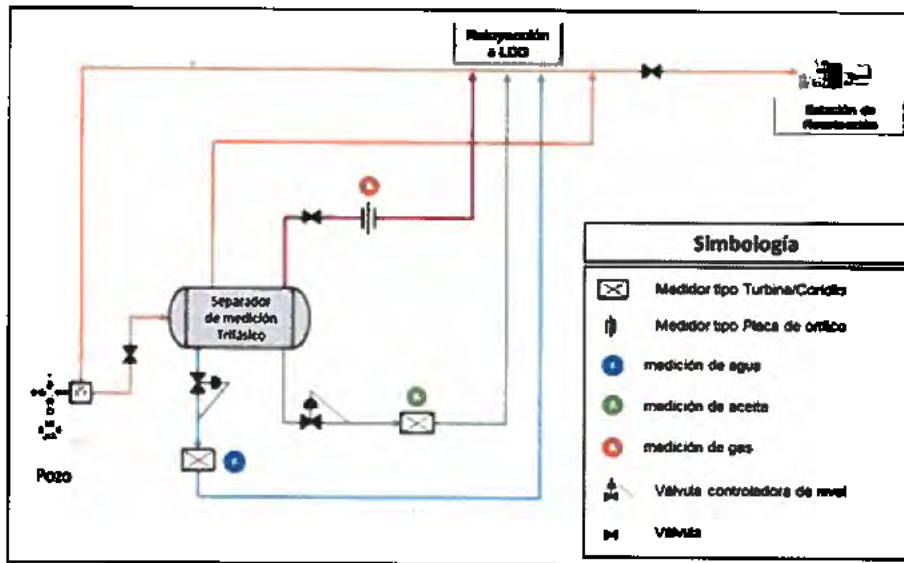 a LDD
Estación de
Separador
de medición
Trifásico
Pozo
Simbología
Medidor tipo Turbina/Coriolis
Medidor tipo Placa de orificio
medición de agua
medición de aceite
medición de gas
Válvula controladora de nivel
Válvula